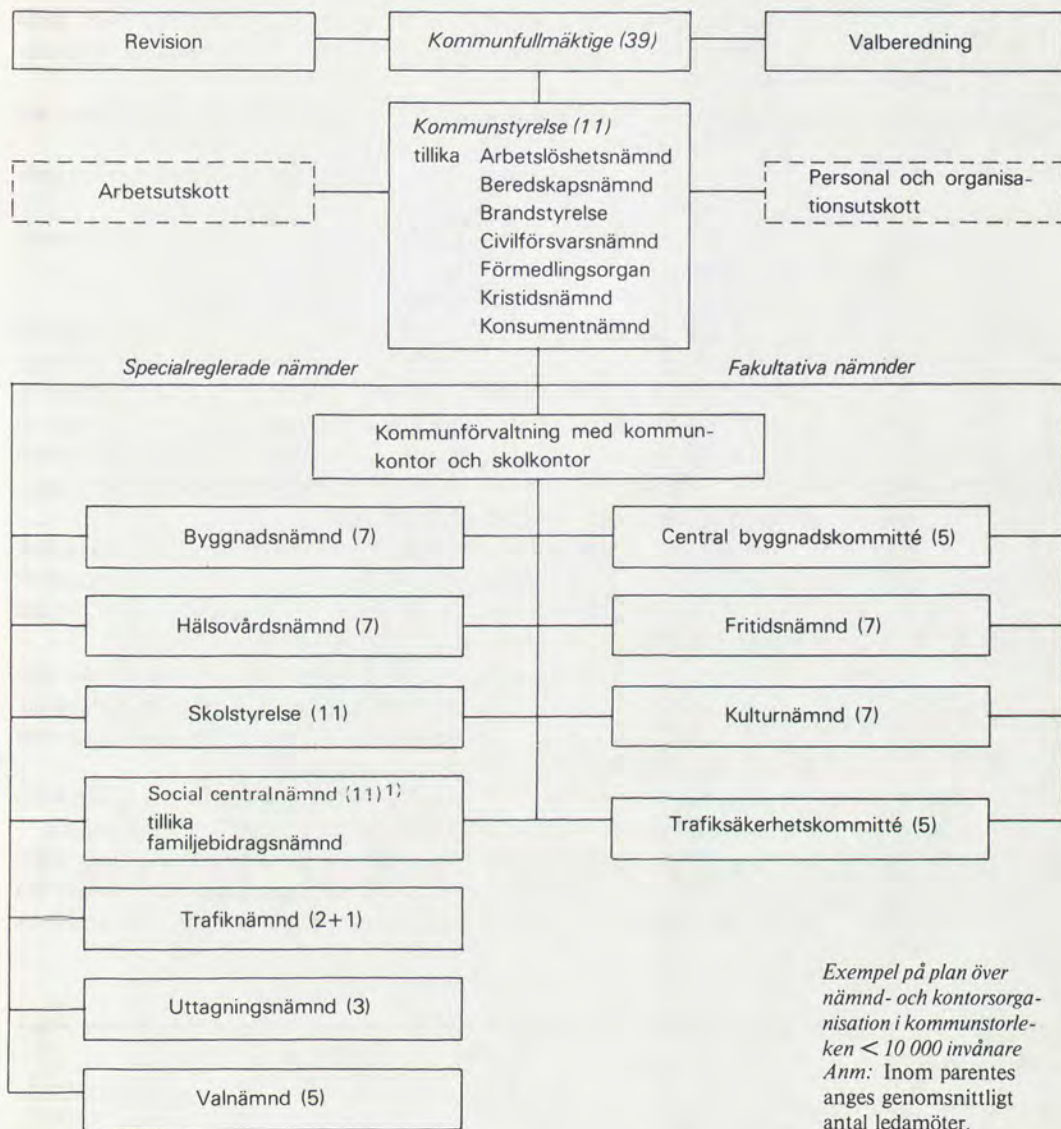 Revision
Kommunfullmäktige (39)
Valberedning
Kommunstyrelse (11)
tillika Arbetslöshetsnämnd
Beredskapsnämnd
Brandstyrelse
Civilförsvarsnämnd
Förmedlingsorgan
Kristidsnämnd
Konsumentnämnd
Arbetsutskott
Personal och organisa-
tionsutskott
Specialreglerade nämnder
Fakultativa nämnder
Kommunförvaltning med kommun-
kontor och skolkontor
Byggnadsnämnd (7)
Central byggnadskommitté (5)
Hälsovårdsnämnd (7)
Fritidsnämnd (7)
Skolstyrelse (11)
Kulturnämnd (7)
Social centralnämnd (11)1)
tillika
familjebidragsnämnd
Trafiksäkerhetskommitté (5)
Trafiknämnd (2+1)
Uttagningsnämnd (3)
Valnämnd (5)
Exempel på plan över
nämnd- och kontorsorga-
nisation i kommunstorle-
ken < 10 000 invånare
Anm: Inom parentes
anges genomsnittligt
antal ledamöter.